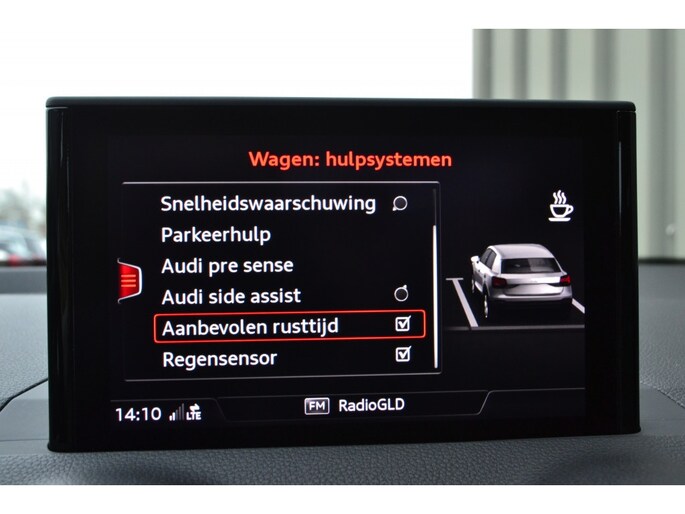 Wagen: hulpsystemen
Snelheidswaarschuwing
Parkeerhulp
Audi pre sense
Audi side assist
Aanbevolen rusttijd
Regensensor
14:10 LTE FM RadioGLD